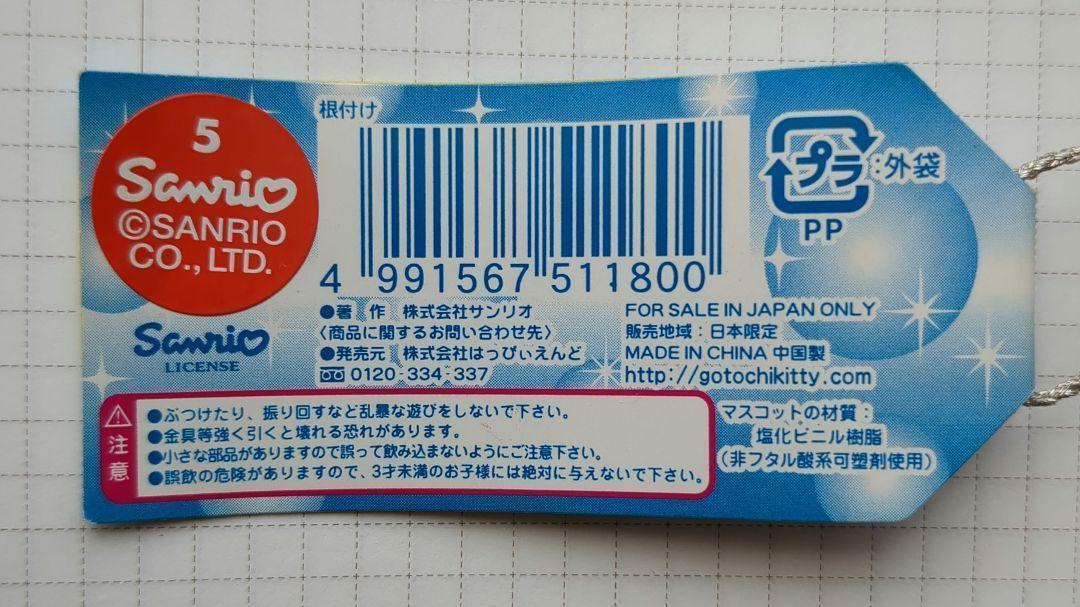 5
Sanrio
©SANRIO
CO., LTD.
Sanrio
LICENSE
根付け
4 991567 511800
プラ :外袋
PP
●著 作 株式会社サンリオ
〈商品に関するお問い合わせ先〉
●発売元 株式会社はっぴぃえんど
0120-334-337
FOR SALE IN JAPAN ONLY
販売地域：日本限定
MADE IN CHINA 中国製
http://gotochikitty.com
注意
●ぶつけたり、振り回すなど乱暴な遊びをしないで下さい。
●金具等強く引くと壊れる恐れがあります。
●小さな部品がありますので誤って飲み込まないようにご注意下さい。
●誤飲の危険がありますので、3才未満のお子様には絶対に与えないで下さい。
マスコットの材質：
塩化ビニル樹脂
（非フタル酸系可塑剤使用）